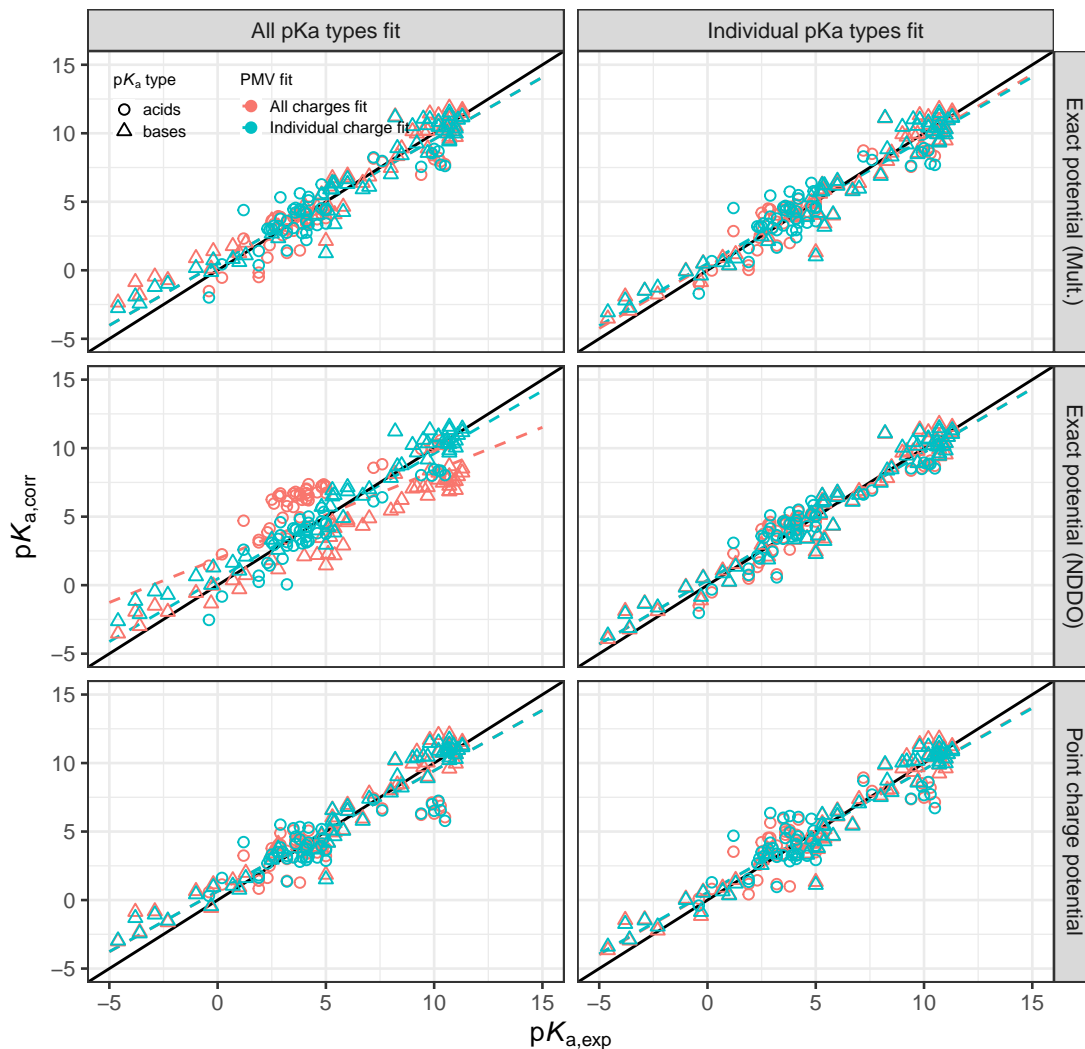 All pKa types fit
Individual pKa types fit
pKa type
acids
bases
PMV fit
All charges fit
Individual charge fit
15
10
5
0
−5
Exact potential (Mult.)
15
10
5
0
−5
Exact potential (NDDO)
15
10
5
0
−5
Point charge potential
pKa,corr
−5 0 5 10 15 −5 0 5 10 15
pKa,exp